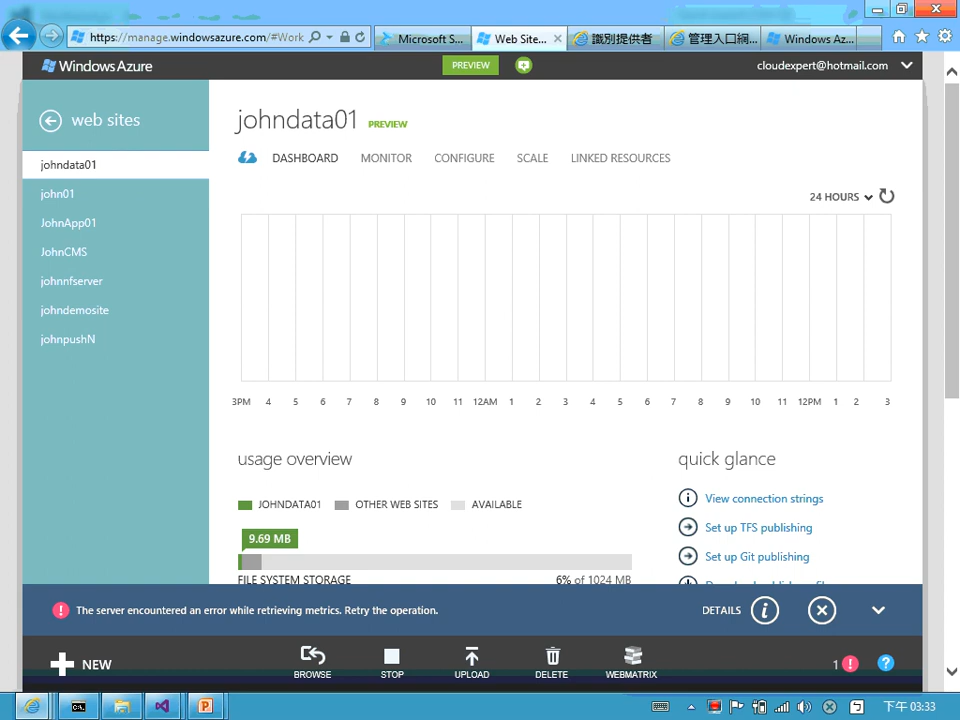 https://manage.windowsazure.com/#Work
Microsoft S...
Web Site...
識別提供者
管理入口網...
Windows Az...
Windows Azure
PREVIEW
cloudexpert@hotmail.com
web sites
johndata01
john01
JohnApp01
JohnCMS
johnnfserver
johndemosite
johnpushN
johndata01 PREVIEW
DASHBOARD MONITOR CONFIGURE SCALE LINKED RESOURCES
24 HOURS
3PM 4 5 6 7 8 9 10 11 12AM 1 2 3 4 5 6 7 8 9 10 11 12PM 1 2 3
usage overview
JOHNDATA01 OTHER WEB SITES AVAILABLE
9.69 MB
FILE SYSTEM STORAGE 6% of 1024 MB
quick glance
View connection strings
Set up TFS publishing
Set up Git publishing
The server encountered an error while retrieving metrics. Retry the operation.
DETAILS
NEW
BROWSE
STOP
UPLOAD
DELETE
WEBMATRIX
1
下午 03:33